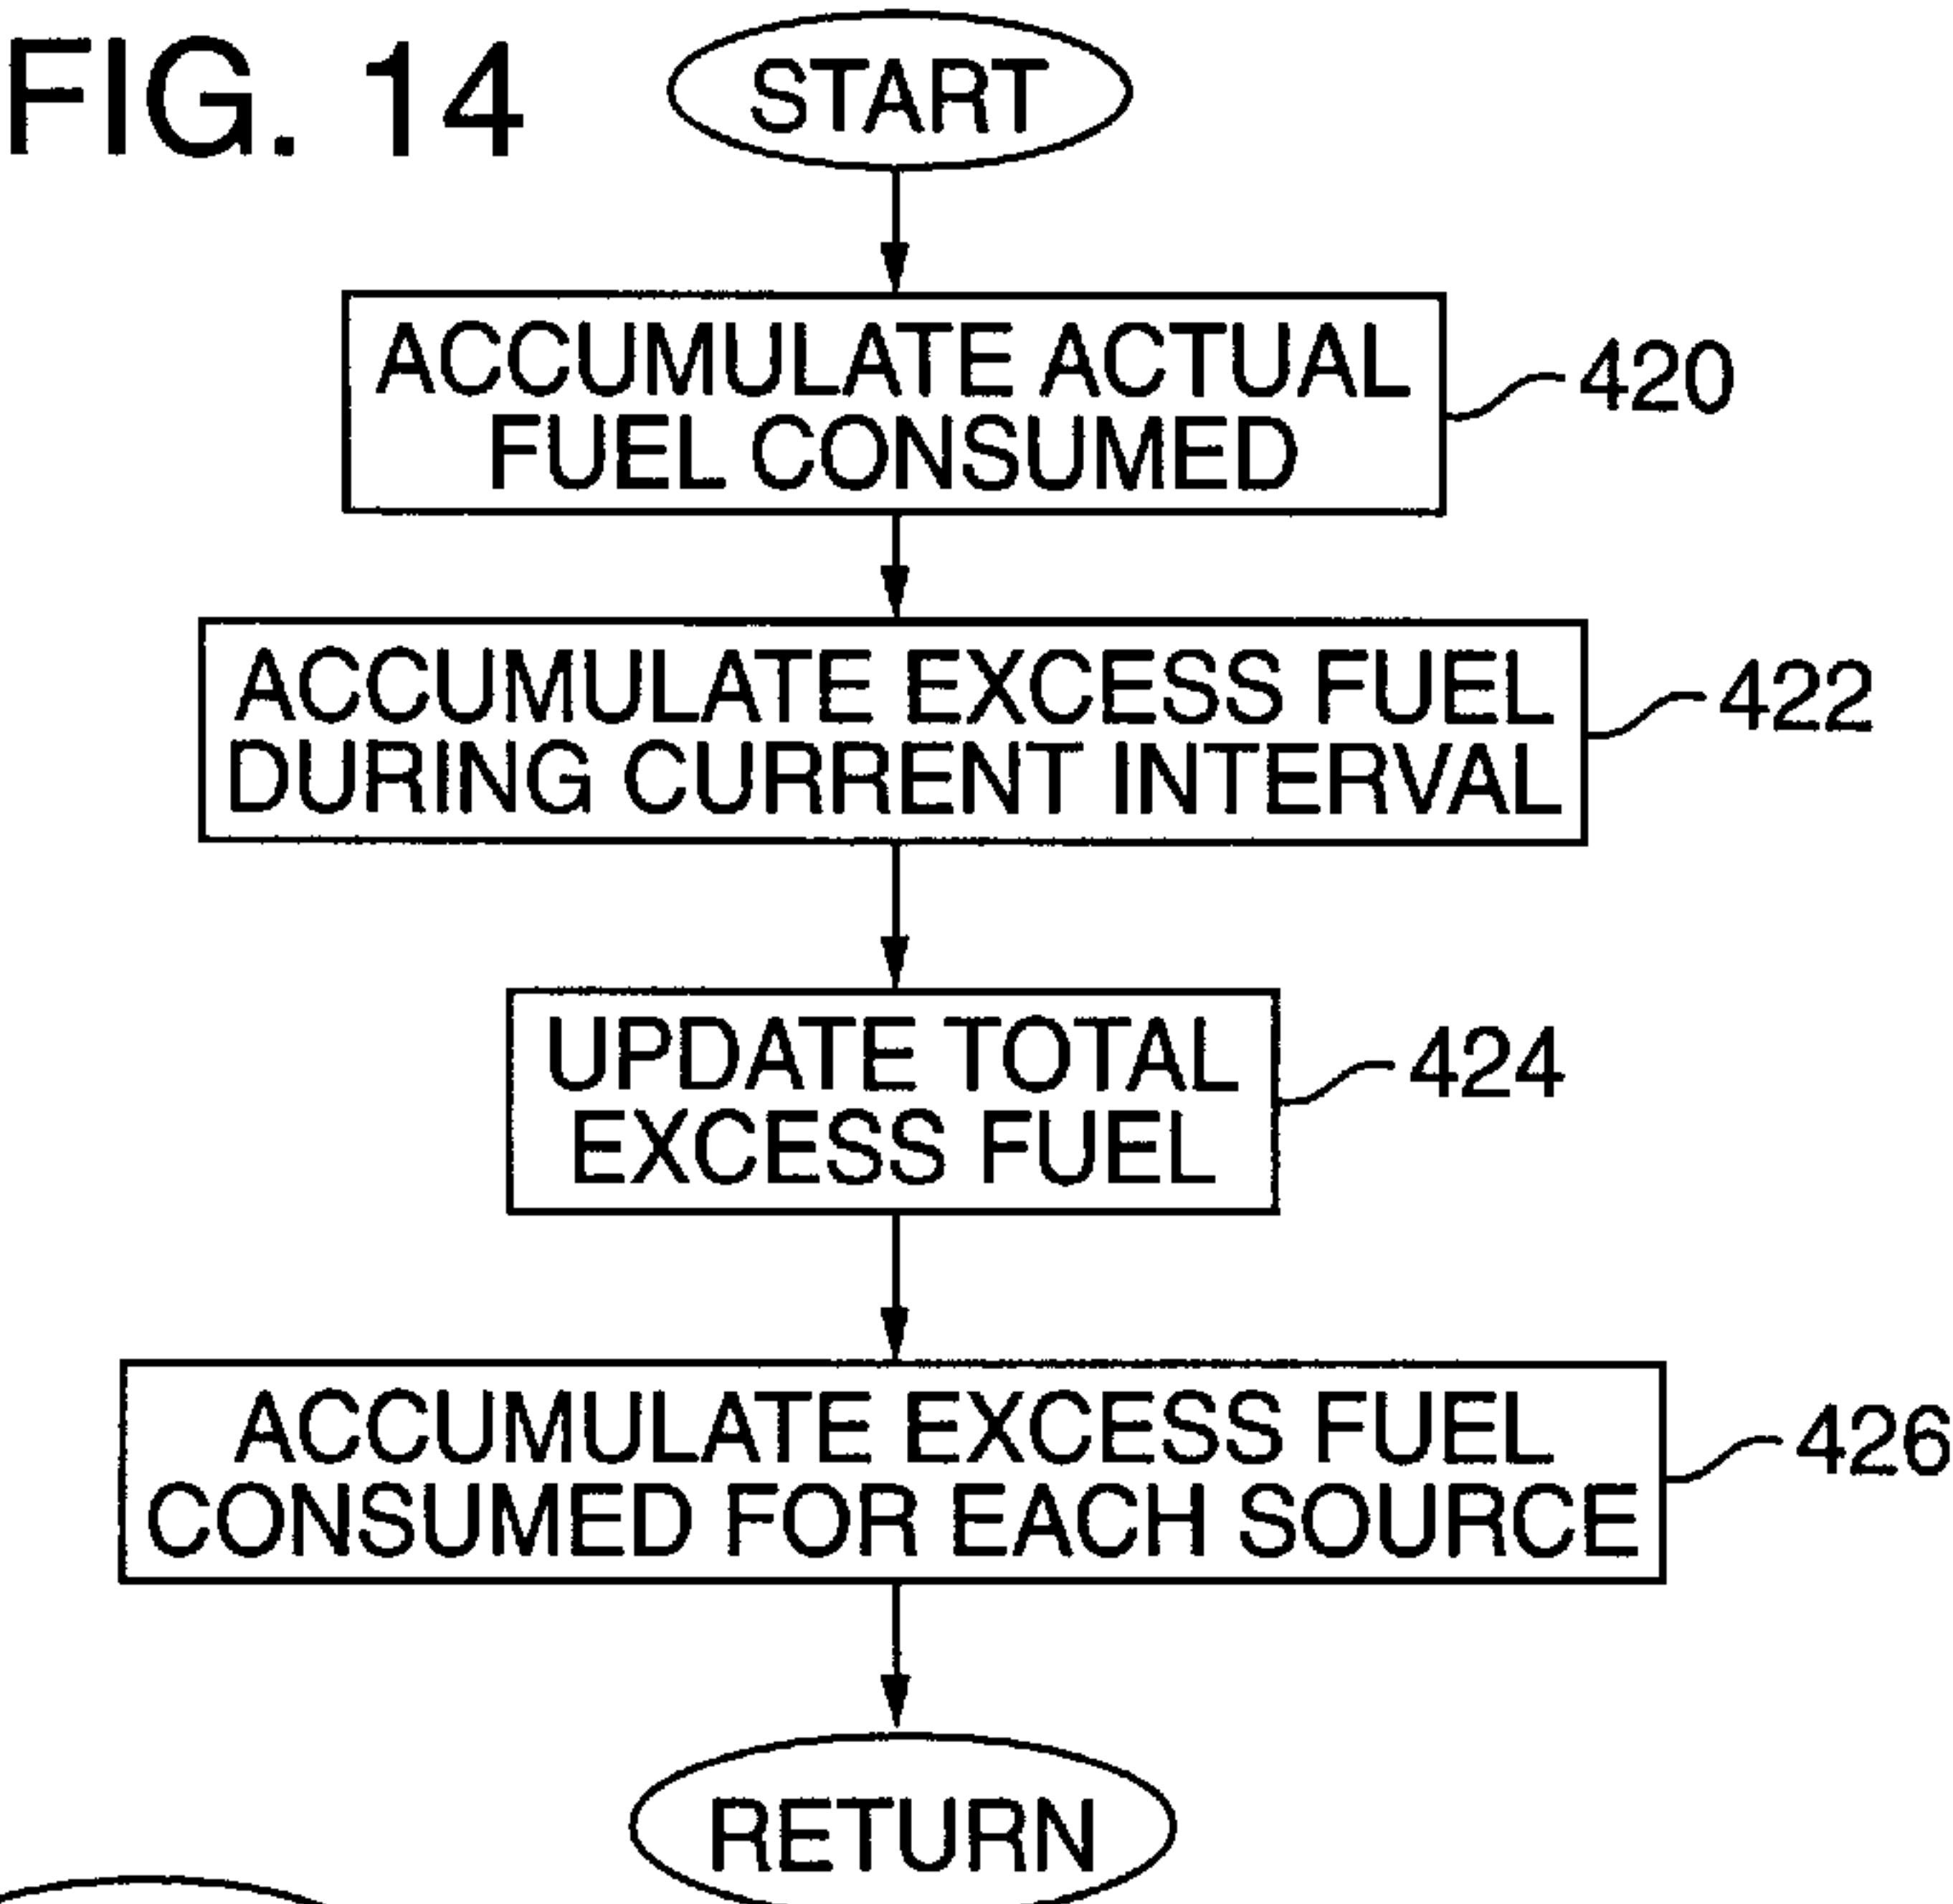 FIG. 14
START
ACCUMULATE ACTUAL
FUEL CONSUMED
420
ACCUMULATE EXCESS FUEL
DURING CURRENT INTERVAL
422
UPDATE TOTAL
EXCESS FUEL
424
ACCUMULATE EXCESS FUEL
CONSUMED FOR EACH SOURCE
426
RETURN